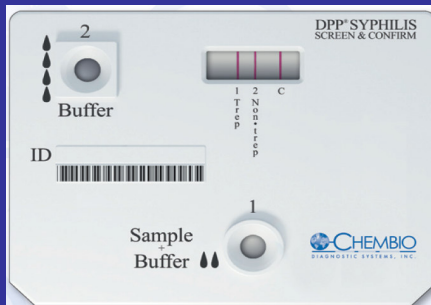 DPP® SYPHILIS
SCREEN & CONFIRM
2
Buffer
1 2 C
Trep
Non-trep
ID
1
Sample
+
Buffer
CHEMBIO
DIAGNOSTIC SYSTEMS, INC.